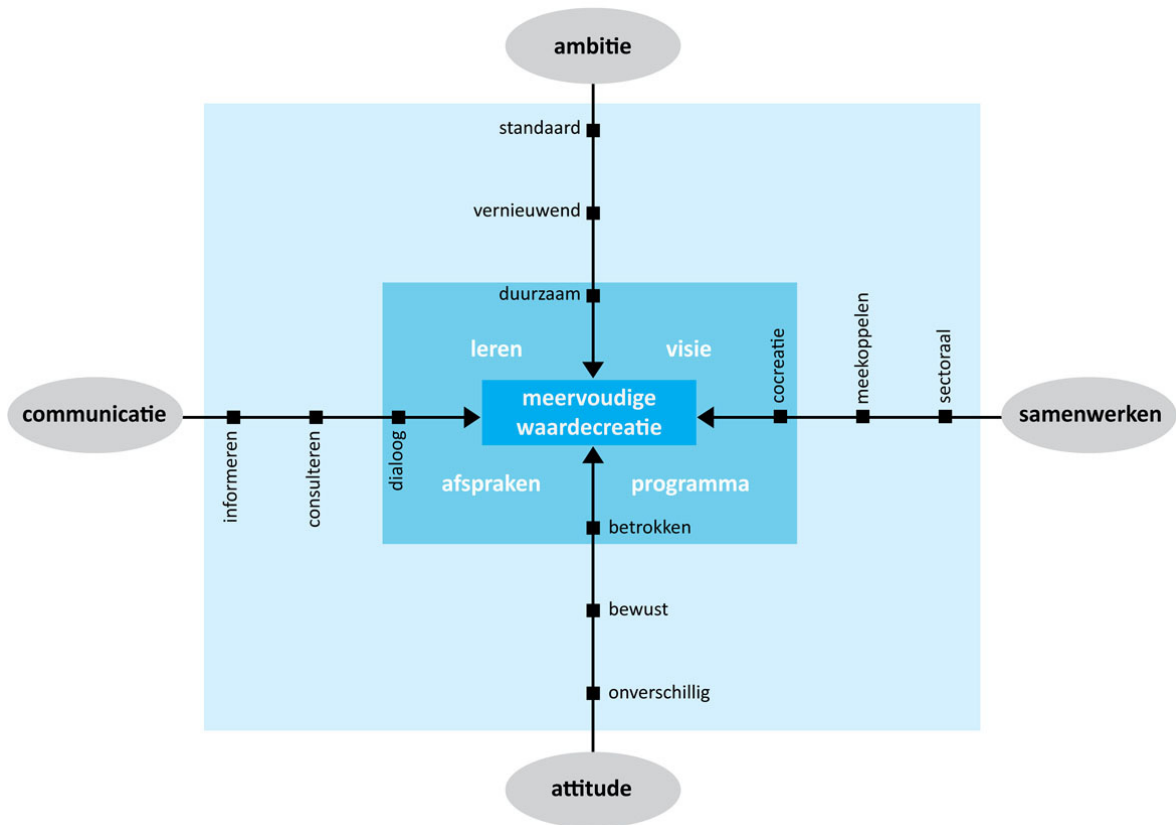 ambitie
standaard
vernieuwend
duurzaam
leren
visie
cocreatie
meekoppelen
sectoraal
communicatie
meervoudige
waardecreatie
samenwerken
informeren
consulteren
dialoog
afspraken
programma
betrokken
bewust
onverschillig
attitude